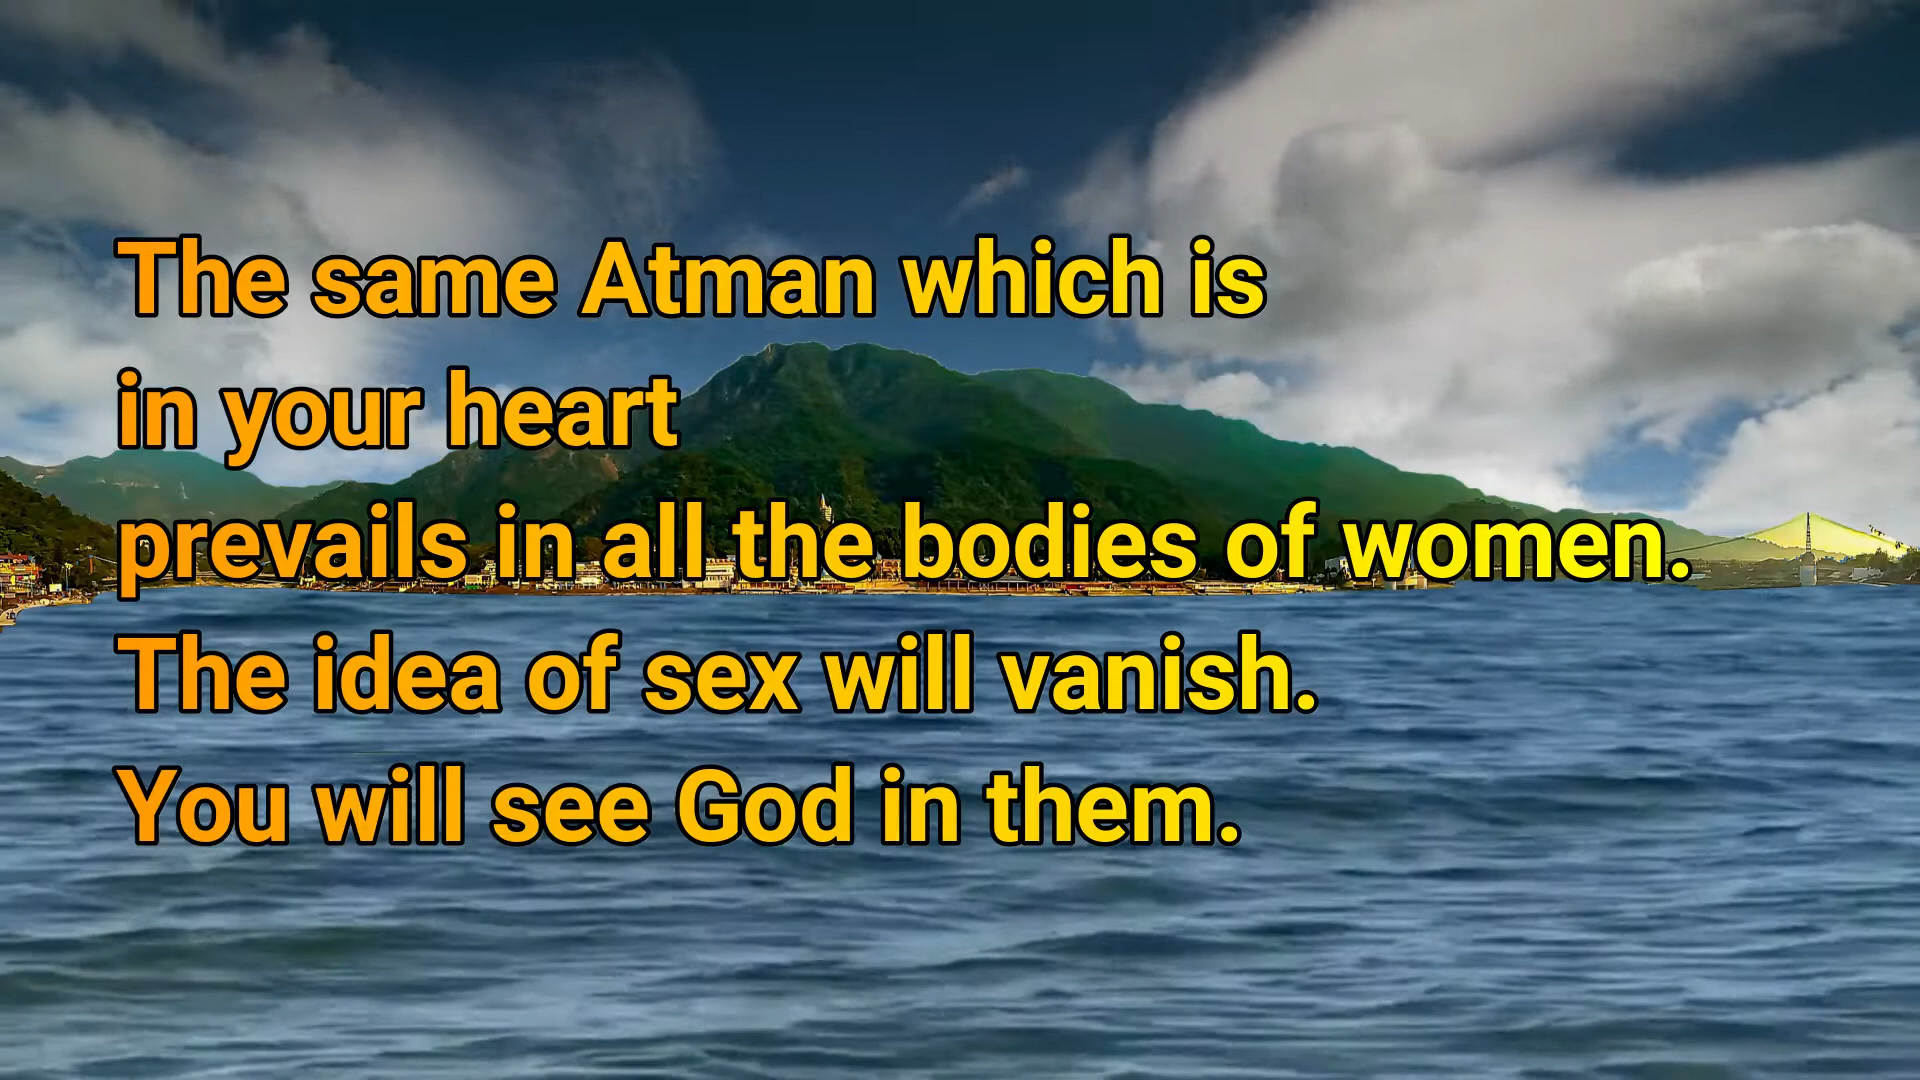 The same Atman which is
in your heart
prevails in all the bodies of women.
The idea of sex will vanish.
You will see God in them.